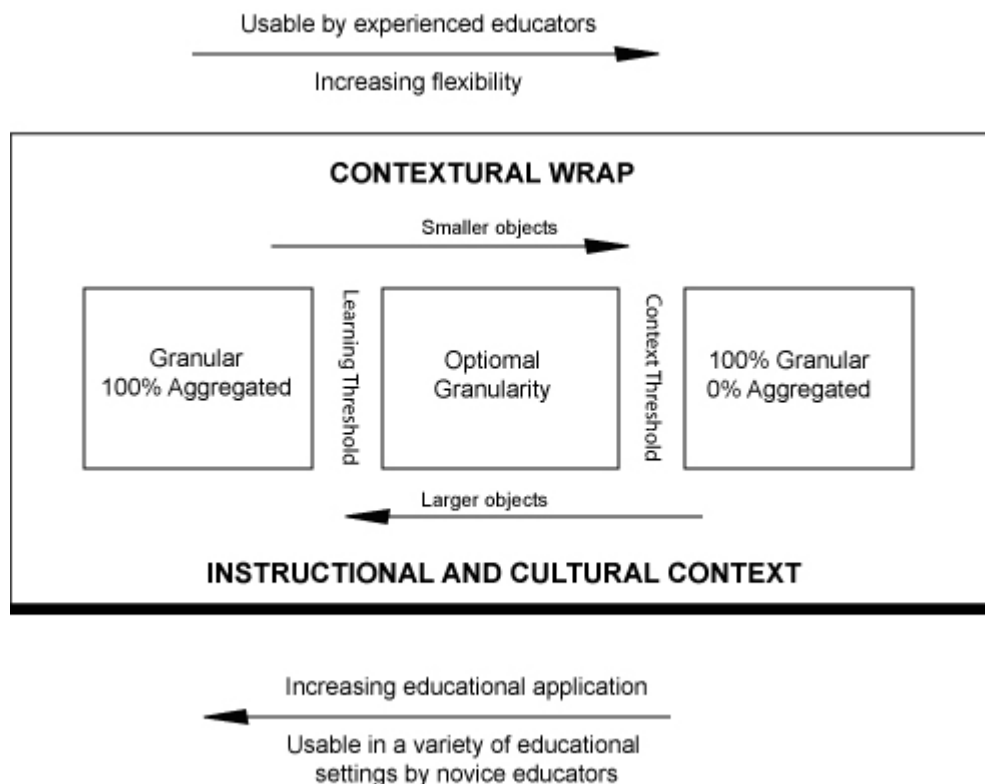 Usable by experienced educators
Increasing flexibility
CONTEXTURAL WRAP
Smaller objects
Granular
100% Aggregated
Learning Threshold
Optiomal
Granularity
Context Threshold
100% Granular
0% Aggregated
Larger objects
INSTRUCTIONAL AND CULTURAL CONTEXT
Increasing educational application
Usable in a variety of educational
settings by novice educators